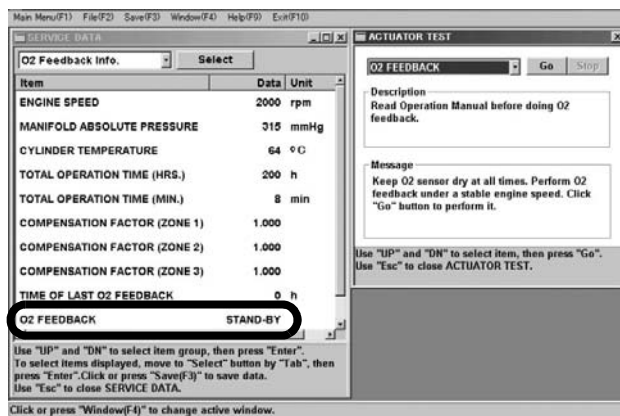 Main Menu(F1) File(F2) Save(F3) Window(F4) Help(F9) Exit(F10)
SERVICE DATA
O2 Feedback Info. Select
Item Data Unit
ENGINE SPEED 2000 rpm
MANIFOLD ABSOLUTE PRESSURE 315 mmHg
CYLINDER TEMPERATURE 64 °C
TOTAL OPERATION TIME (HRS.) 200 h
TOTAL OPERATION TIME (MIN.) 8 min
COMPENSATION FACTOR (ZONE 1) 1.000
COMPENSATION FACTOR (ZONE 2) 1.000
COMPENSATION FACTOR (ZONE 3) 1.000
TIME OF LAST O2 FEEDBACK 0 h
O2 FEEDBACK STAND-BY
Use "UP" and "DN" to select item group, then press "Enter".
To select items displayed, move to "Select" button by "Tab", then
press "Enter".Click or press "Save(F3)" to save data.
Use "Esc" to close SERVICE DATA.
ACTUATOR TEST
O2 FEEDBACK Go Stop
Description
Read Operation Manual before doing O2
feedback.
Message
Keep O2 sensor dry at all times. Perform O2
feedback under a stable engine speed. Click
"Go" button to perform it.
Use "UP" and "DN" to select item, then press "Go".
Use "Esc" to close ACTUATOR TEST.
Click or press "Window(F4)" to change active window.